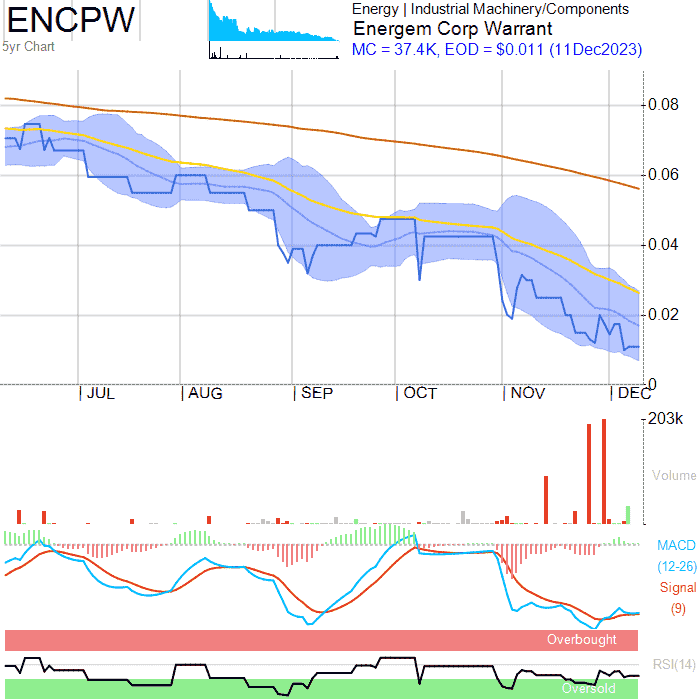 ENCPW
5yr Chart
Energy | Industrial Machinery/Components
Energem Corp Warrant
MC = 37.4K, EOD = $0.011 (11Dec2023)
0.08
0.06
0.04
0.02
0
| JUL
| AUG
| SEP
| OCT
| NOV
| DEC
203k
Volume
MACD
(12-26)
Signal
(9)
Overbought
RSI(14)
Oversold